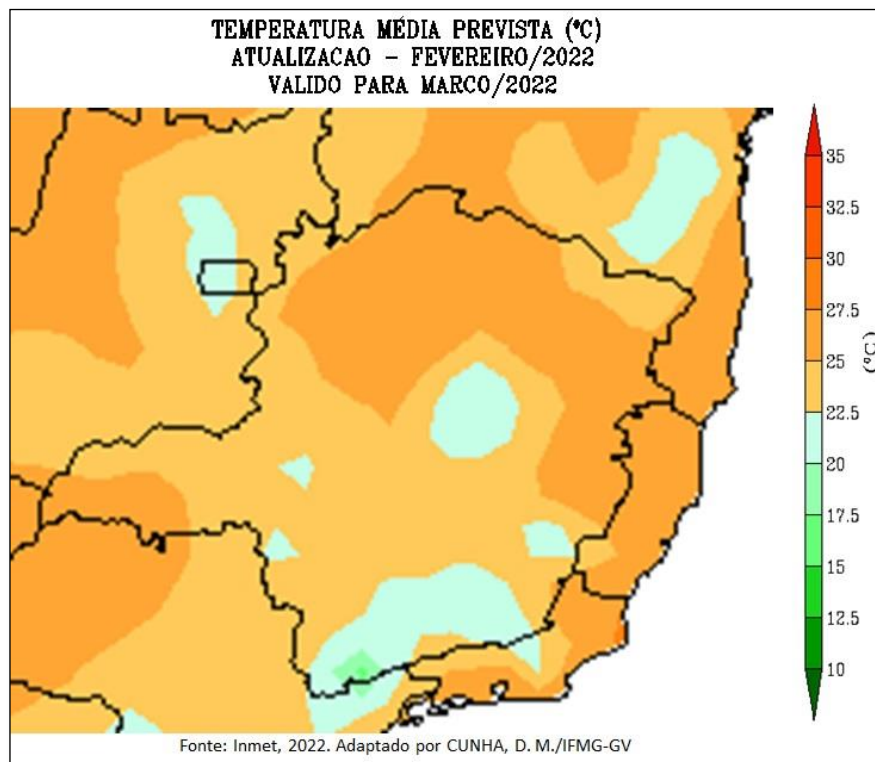 TEMPERATURA MÉDIA PREVISTA (°C)
ATUALIZACAO – FEVEREIRO/2022
VALIDO PARA MARCO/2022
35
32.5
30
27.5
25
22.5
20
17.5
15
12.5
10
(°C)
Fonte: Inmet, 2022. Adaptado por CUNHA, D. M./IFMG-GV